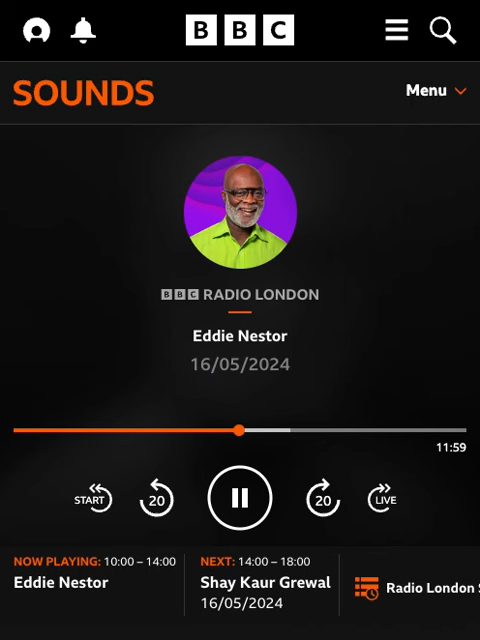 BBC
SOUNDS
Menu
BBC RADIO LONDON
Eddie Nestor
16/05/2024
11:59
START
20
20
LIVE
NOW PLAYING: 10:00 – 14:00
Eddie Nestor
NEXT: 14:00 – 18:00
Shay Kaur Grewal
16/05/2024
Radio London S